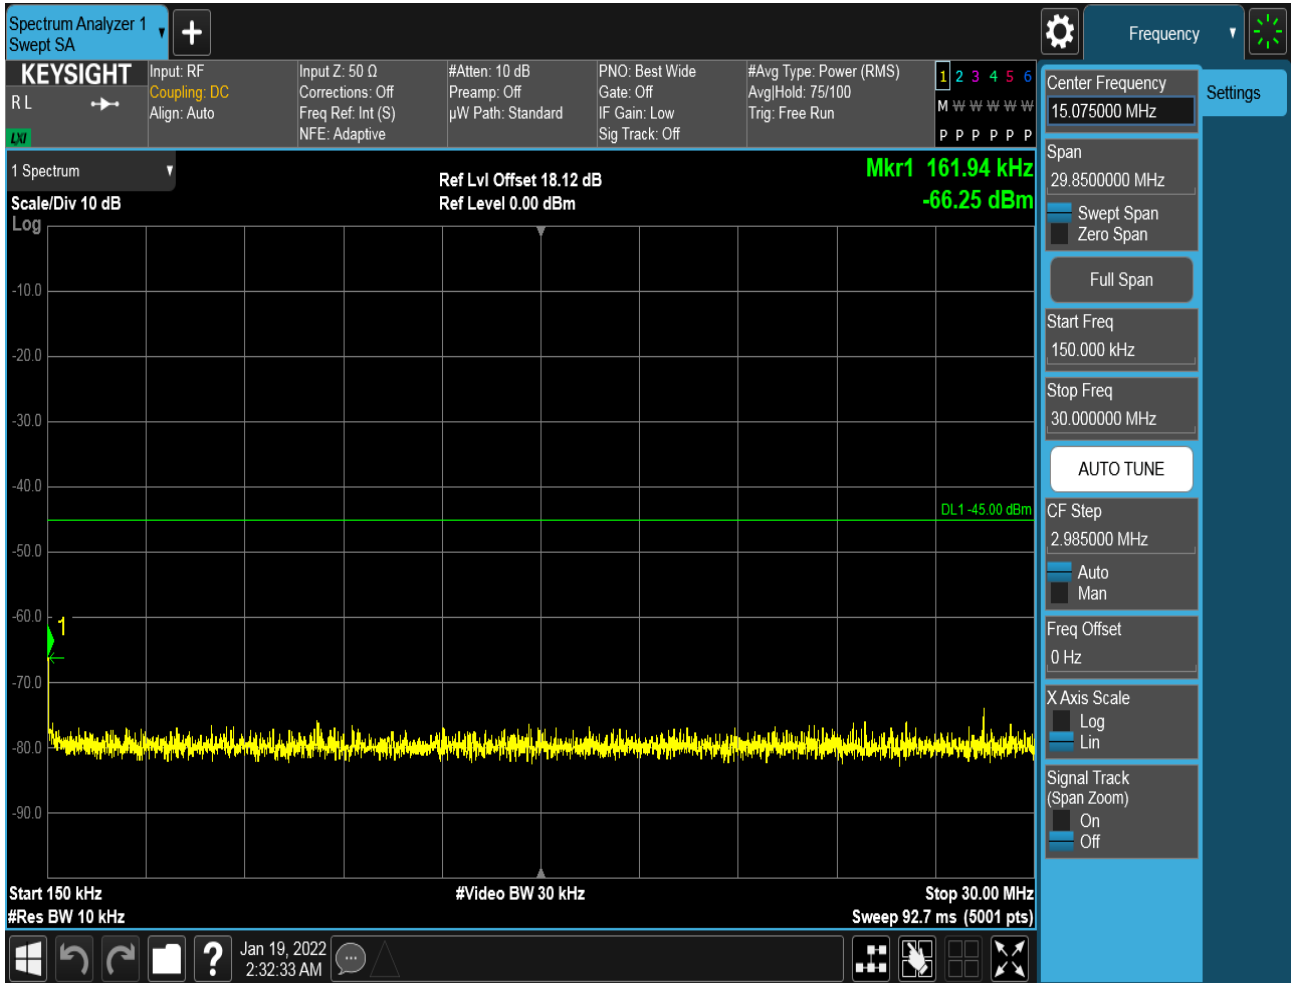 Spectrum Analyzer 1
Swept SA
Frequency
KEYSIGHT
R L
LXI
Input: RF
Coupling: DC
Align: Auto
Input Z: 50 Ω
Corrections: Off
Freq Ref: Int (S)
NFE: Adaptive
#Atten: 10 dB
Preamp: Off
µW Path: Standard
PNO: Best Wide
Gate: Off
IF Gain: Low
Sig Track: Off
#Avg Type: Power (RMS)
Avg|Hold: 75/100
Trig: Free Run
1 2 3 4 5 6
M W W W W W
P P P P P P
1 Spectrum
Scale/Div 10 dB
Log
Ref Lvl Offset 18.12 dB
Ref Level 0.00 dBm
Mkr1 161.94 kHz
-66.25 dBm
-10.0
-20.0
-30.0
-40.0
DL1 -45.00 dBm
-50.0
-60.0
1
-70.0
-80.0
-90.0
Start 150 kHz
#Res BW 10 kHz
#Video BW 30 kHz
Stop 30.00 MHz
Sweep 92.7 ms (5001 pts)
Center Frequency
15.075000 MHz
Settings
Span
29.8500000 MHz
Swept Span
Zero Span
Full Span
Start Freq
150.000 kHz
Stop Freq
30.000000 MHz
AUTO TUNE
CF Step
2.985000 MHz
Auto
Man
Freq Offset
0 Hz
X Axis Scale
Log
Lin
Signal Track
(Span Zoom)
On
Off
?
Jan 19, 2022
2:32:33 AM